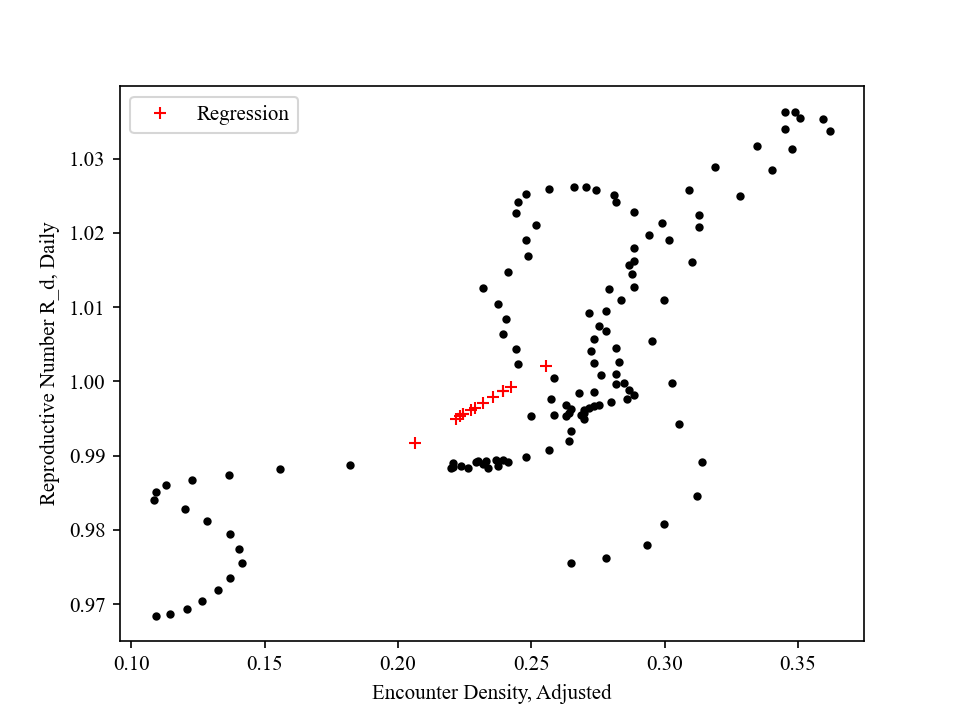 Regression
1.03
1.02
1.01
1.00
0.99
0.98
0.97
Reproductive Number R_d, Daily
0.10 0.15 0.20 0.25 0.30 0.35
Encounter Density, Adjusted